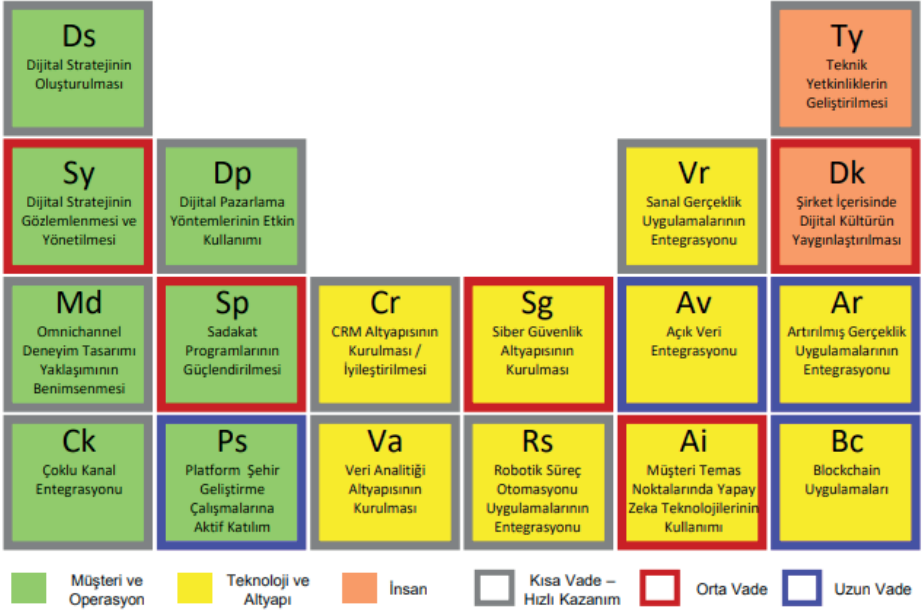 Ds
Dijital Stratejinin
Oluşturulması
Ty
Teknik
Yetkinliklerin
Geliştirilmesi
Sy
Dijital Stratejinin
Gözlemlenmesi ve
Yönetilmesi
Dp
Dijital Pazarlama
Yöntemlerinin Etkin
Kullanımı
Vr
Sanal Gerçeklik
Uygulamalarının
Entegrasyonu
Dk
Şirket İçerisinde
Dijital Kültürün
Yaygınlaştırılması
Md
Omnichannel
Deneyim Tasarımı
Yaklaşımının
Benimsenmesi
Sp
Sadakat
Programlarının
Güçlendirilmesi
Cr
CRM Altyapısının
Kurulması /
İyileştirilmesi
Sg
Siber Güvenlik
Altyapısının
Kurulması
Av
Açık Veri
Entegrasyonu
Ar
Artırılmış Gerçeklik
Uygulamalarının
Entegrasyonu
Ck
Çoklu Kanal
Entegrasyonu
Ps
Platform Şehir
Geliştirme
Çalışmalarına
Aktif Katılım
Va
Veri Analitiği
Altyapısının
Kurulması
Rs
Robotik Süreç
Otomasyonu
Uygulamalarının
Entegrasyonu
Ai
Müşteri Temas
Noktalarında Yapay
Zeka Teknolojilerinin
Kullanımı
Bc
Blockchain
Uygulamaları
Müşteri ve
Operasyon
Teknoloji ve
Altyapı
İnsan
Kısa Vade –
Hızlı Kazanım
Orta Vade
Uzun Vade